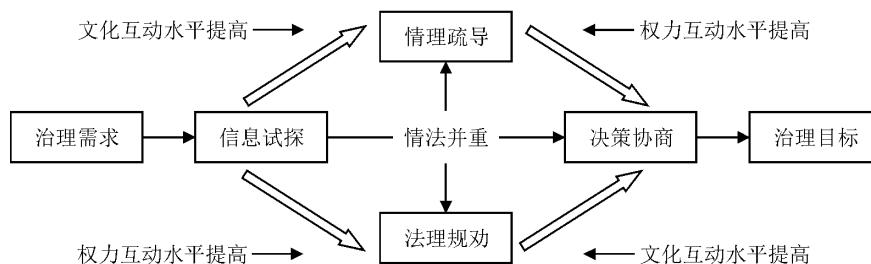 文化互动水平提高
情理疏导
权力互动水平提高
治理需求
信息试探
情法并重
决策协商
治理目标
权力互动水平提高
法理规劝
文化互动水平提高